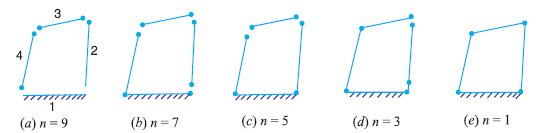 3
4
2
1
(a) n = 9
(b) n = 7
(c) n = 5
(d) n = 3
(e) n = 1